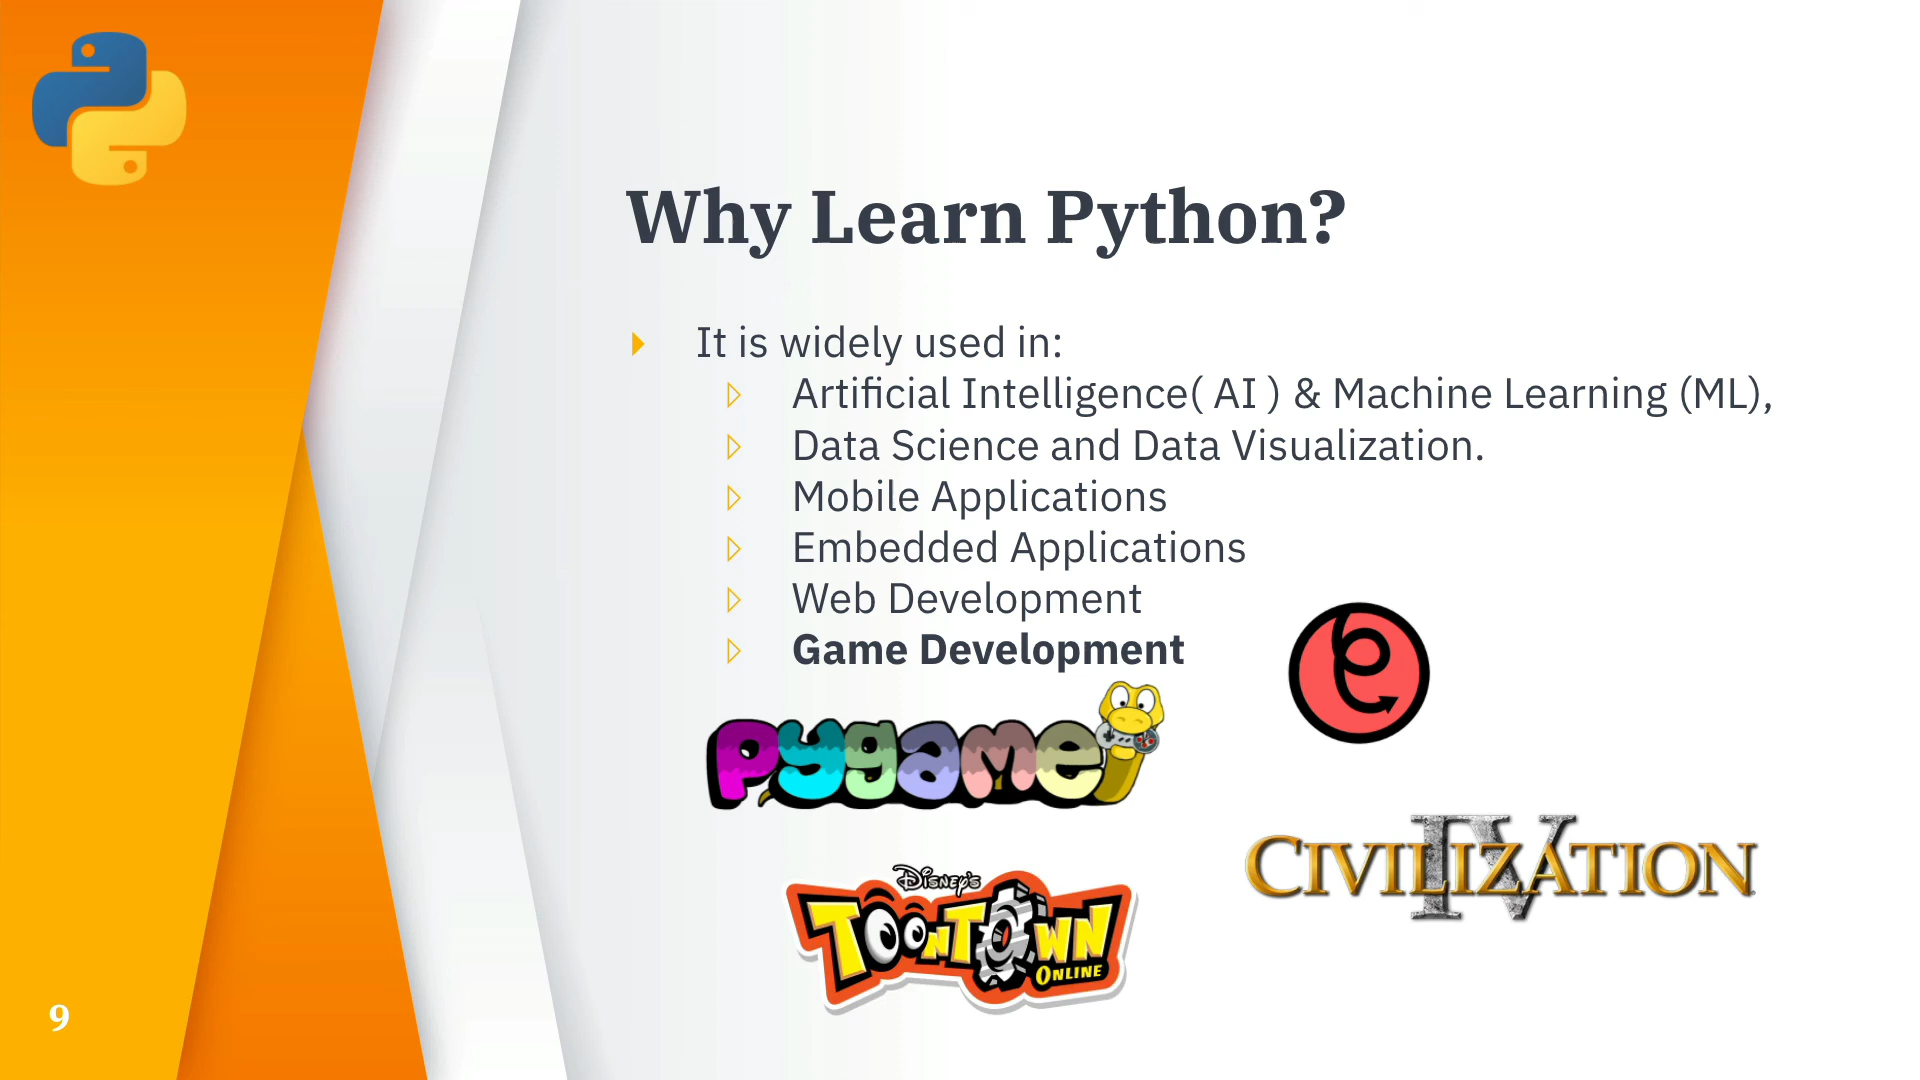 Why Learn Python?
It is widely used in:
Artificial Intelligence( AI ) & Machine Learning (ML),
Data Science and Data Visualization.
Mobile Applications
Embedded Applications
Web Development
Game Development
pygame
CIVILIZATION IV
DISNEY'S
TOONTOWN
ONLINE
9